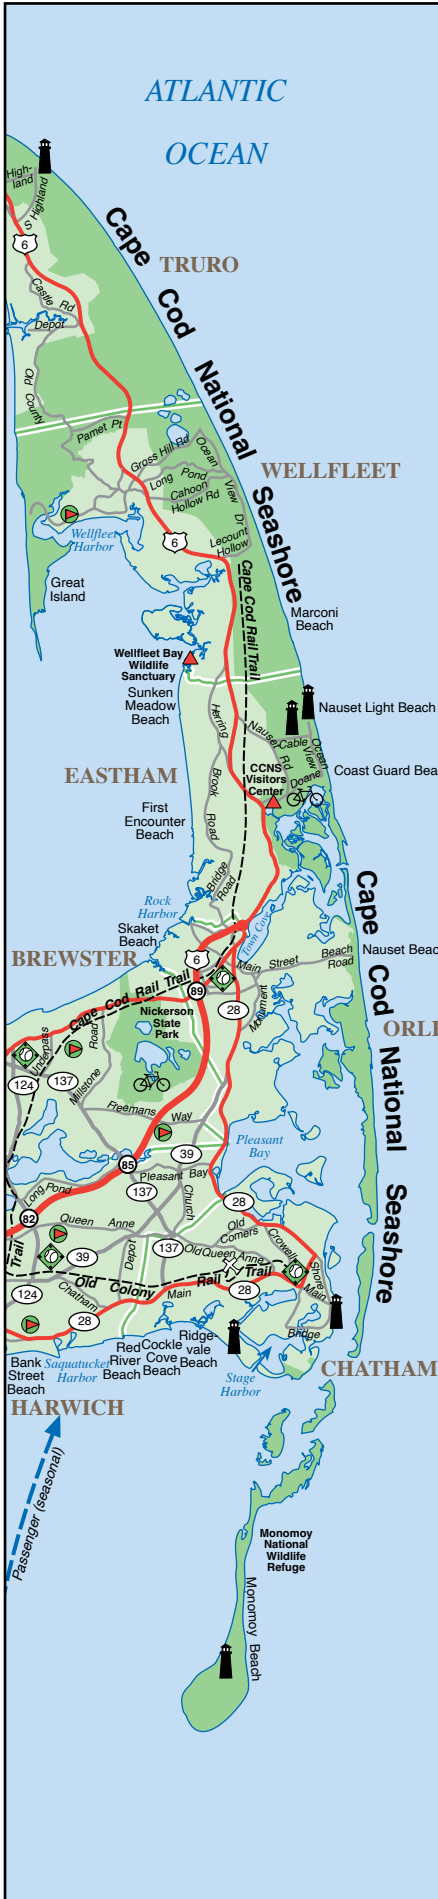 ATLANTIC
OCEAN
High-
land
S Highland
6
Cape Cod National Seashore
TRURO
Castle Rd
Depot
Old County
Pamet Pt
Gross Hill Rd
Ocean View Dr
Long Pond
Cahoon
Hollow Rd
WELLFLEET
Lecount
Hollow
6
Wellfleet
Harbor
Great
Island
Cape Cod Rail Trail
Marconi
Beach
Wellfleet Bay
Wildlife
Sanctuary
Sunken
Meadow
Beach
Herring Brook Road
Nauset Rd
Cable
Ocean View
Doane
Nauset Light Beach
CCNS
Visitors
Center
Coast Guard Bea
EASTHAM
First
Encounter
Beach
Bridge Road
Rock
Harbor
Skaket
Beach
Town Cove
Cape Cod National Seashore
BREWSTER
6
Main Street
Beach
Road
Nauset Beac
Cape Cod Rail Trail
89
28
Monument
Nickerson
State
Park
ORLE
Underpass
Road
Millstone
124
137
Freemans Way
39
Pleasant
Bay
85
Pleasant Bay
137
Church
Long Pond
82
28
Queen Anne
Old
Comers
Trail
39
Depot
137
Old Queen Anne
Crowell
Shore
Main
Old Colony Rail Trail
124
Chatham
Main
28
28
Bridge
Bank
Street
Beach
Saquatucket
Harbor
Red
River
Beach
Cockle
Cove
Beach
Ridge-
vale
Beach
Stage
Harbor
CHATHAM
HARWICH
Passenger (seasonal)
Monomoy
National
Wildlife
Refuge
Monomoy Beach